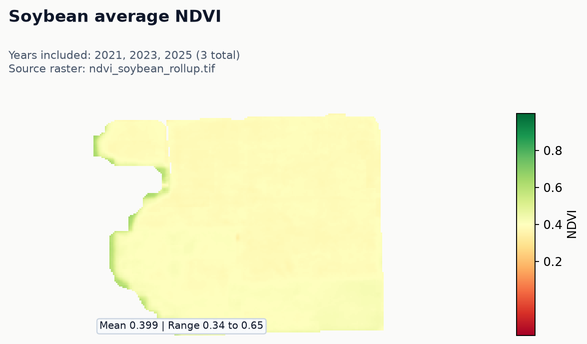 Soybean average NDVI
Years included: 2021, 2023, 2025 (3 total)
Source raster: ndvi_soybean_rollup.tif
0.8
0.6
0.4
0.2
NDVI
Mean 0.399 | Range 0.34 to 0.65